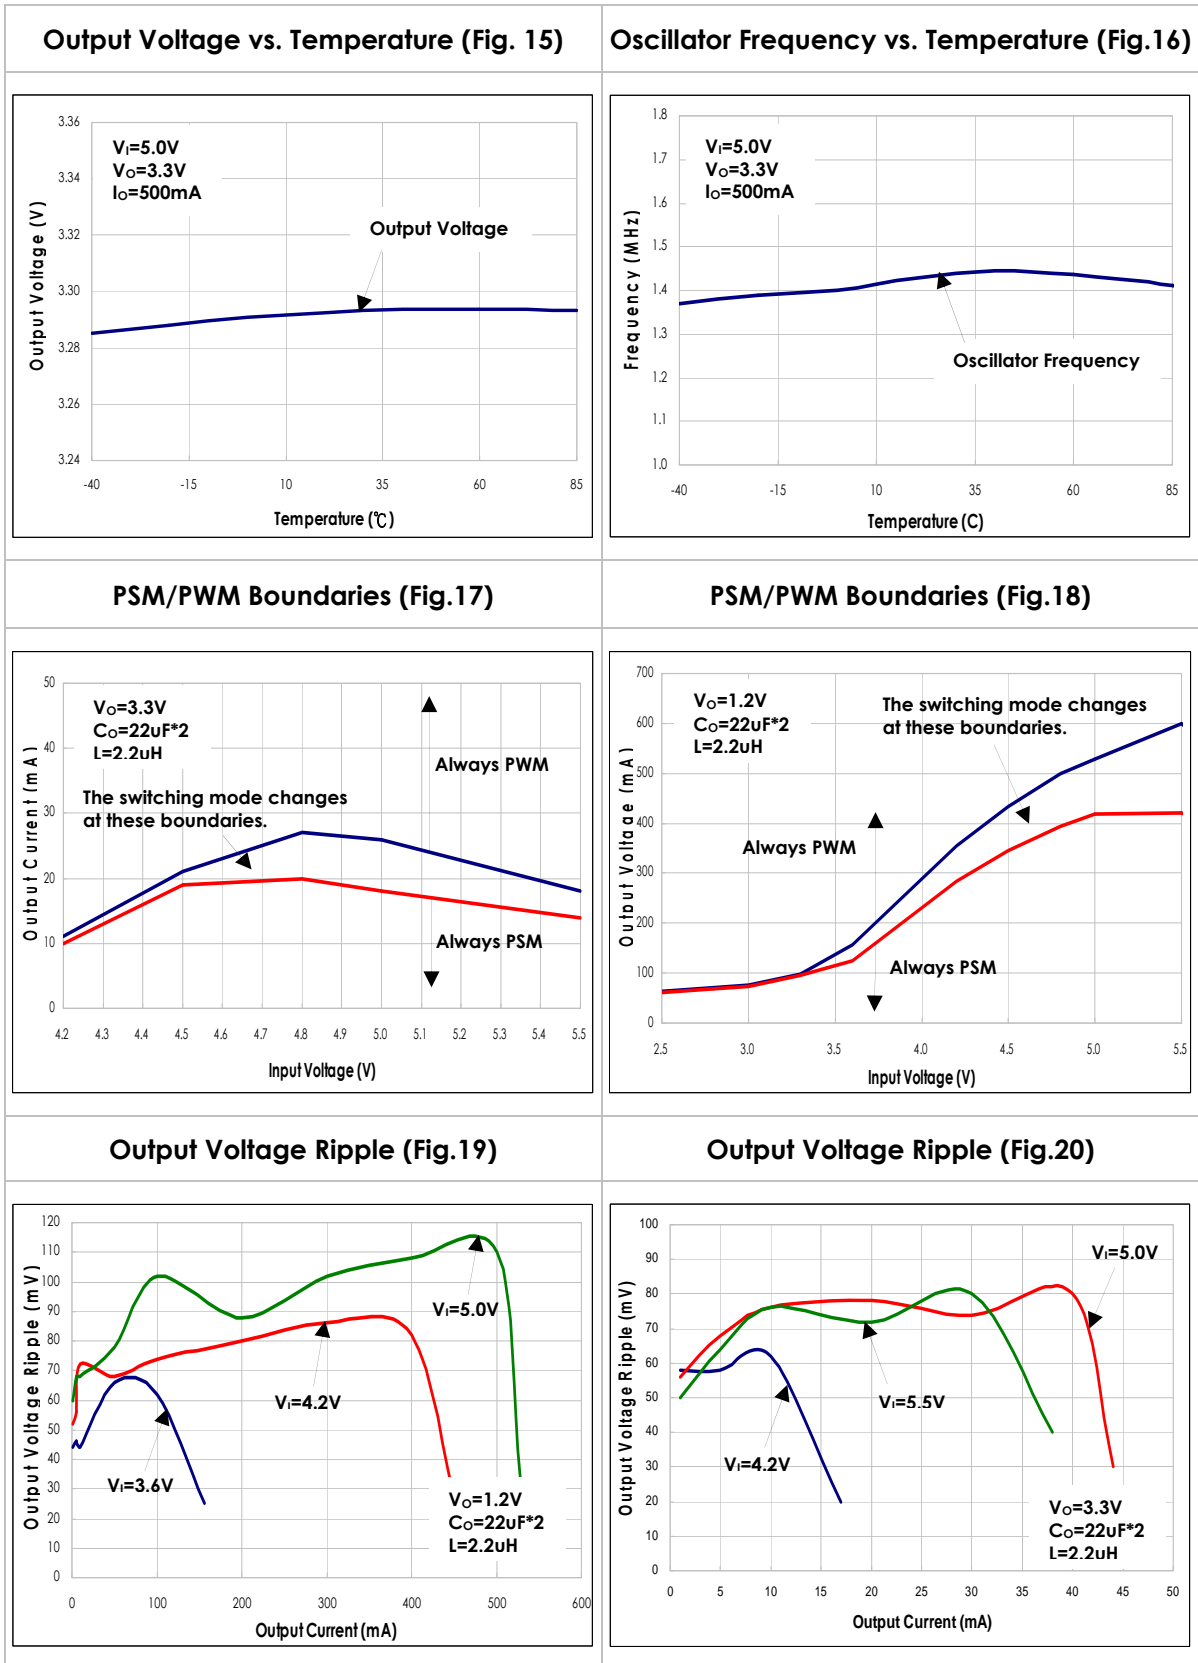 Output Voltage vs. Temperature (Fig. 15)
Oscillator Frequency vs. Temperature (Fig.16)
3.36
3.34
3.32
3.30
3.28
3.26
3.24
Output Voltage (V)
VI=5.0V
VO=3.3V
IO=500mA
Output Voltage
-40 -15 10 35 60 85
Temperature (℃)
1.8
1.7
1.6
1.5
1.4
1.3
1.2
1.1
1.0
Frequency (MHz)
VI=5.0V
VO=3.3V
IO=500mA
Oscillator Frequency
-40 -15 10 35 60 85
Temperature (C)
PSM/PWM Boundaries (Fig.17)
PSM/PWM Boundaries (Fig.18)
50
40
30
20
10
0
Output Current (mA)
VO=3.3V
CO=22uF*2
L=2.2uH
Always PWM
The switching mode changes
at these boundaries.
Always PSM
4.2 4.3 4.4 4.5 4.6 4.7 4.8 4.9 5.0 5.1 5.2 5.3 5.4 5.5
Input Voltage (V)
700
600
500
400
300
200
100
0
Output Voltage (mA)
VO=1.2V
CO=22uF*2
L=2.2uH
The switching mode changes
at these boundaries.
Always PWM
Always PSM
2.5 3.0 3.5 4.0 4.5 5.0 5.5
Input Voltage (V)
Output Voltage Ripple (Fig.19)
Output Voltage Ripple (Fig.20)
120
110
100
90
80
70
60
50
40
30
20
10
0
Output Voltage Ripple (mV)
VI=5.0V
VI=4.2V
VI=3.6V
VO=1.2V
CO=22uF*2
L=2.2uH
0 100 200 300 400 500 600
Output Current (mA)
100
90
80
70
60
50
40
30
20
10
0
Output Voltage Ripple (mV)
VI=5.0V
VI=5.5V
VI=4.2V
VO=3.3V
CO=22uF*2
L=2.2uH
0 5 10 15 20 25 30 35 40 45 50
Output Current (mA)